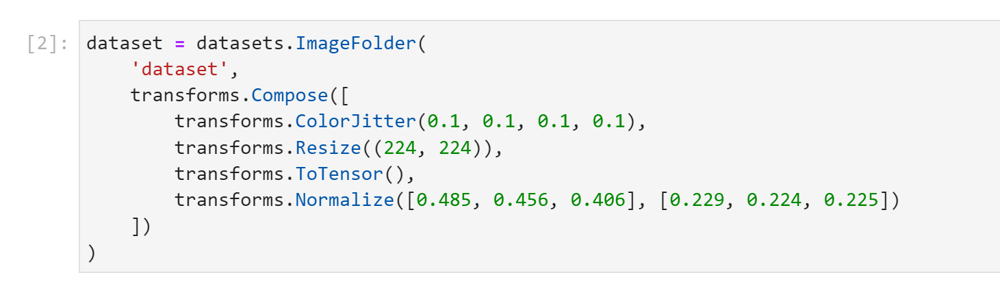 [2]: dataset = datasets.ImageFolder(
    'dataset',
    transforms.Compose([
        transforms.ColorJitter(0.1, 0.1, 0.1, 0.1),
        transforms.Resize((224, 224)),
        transforms.ToTensor(),
        transforms.Normalize([0.485, 0.456, 0.406], [0.229, 0.224, 0.225])
    ])
)